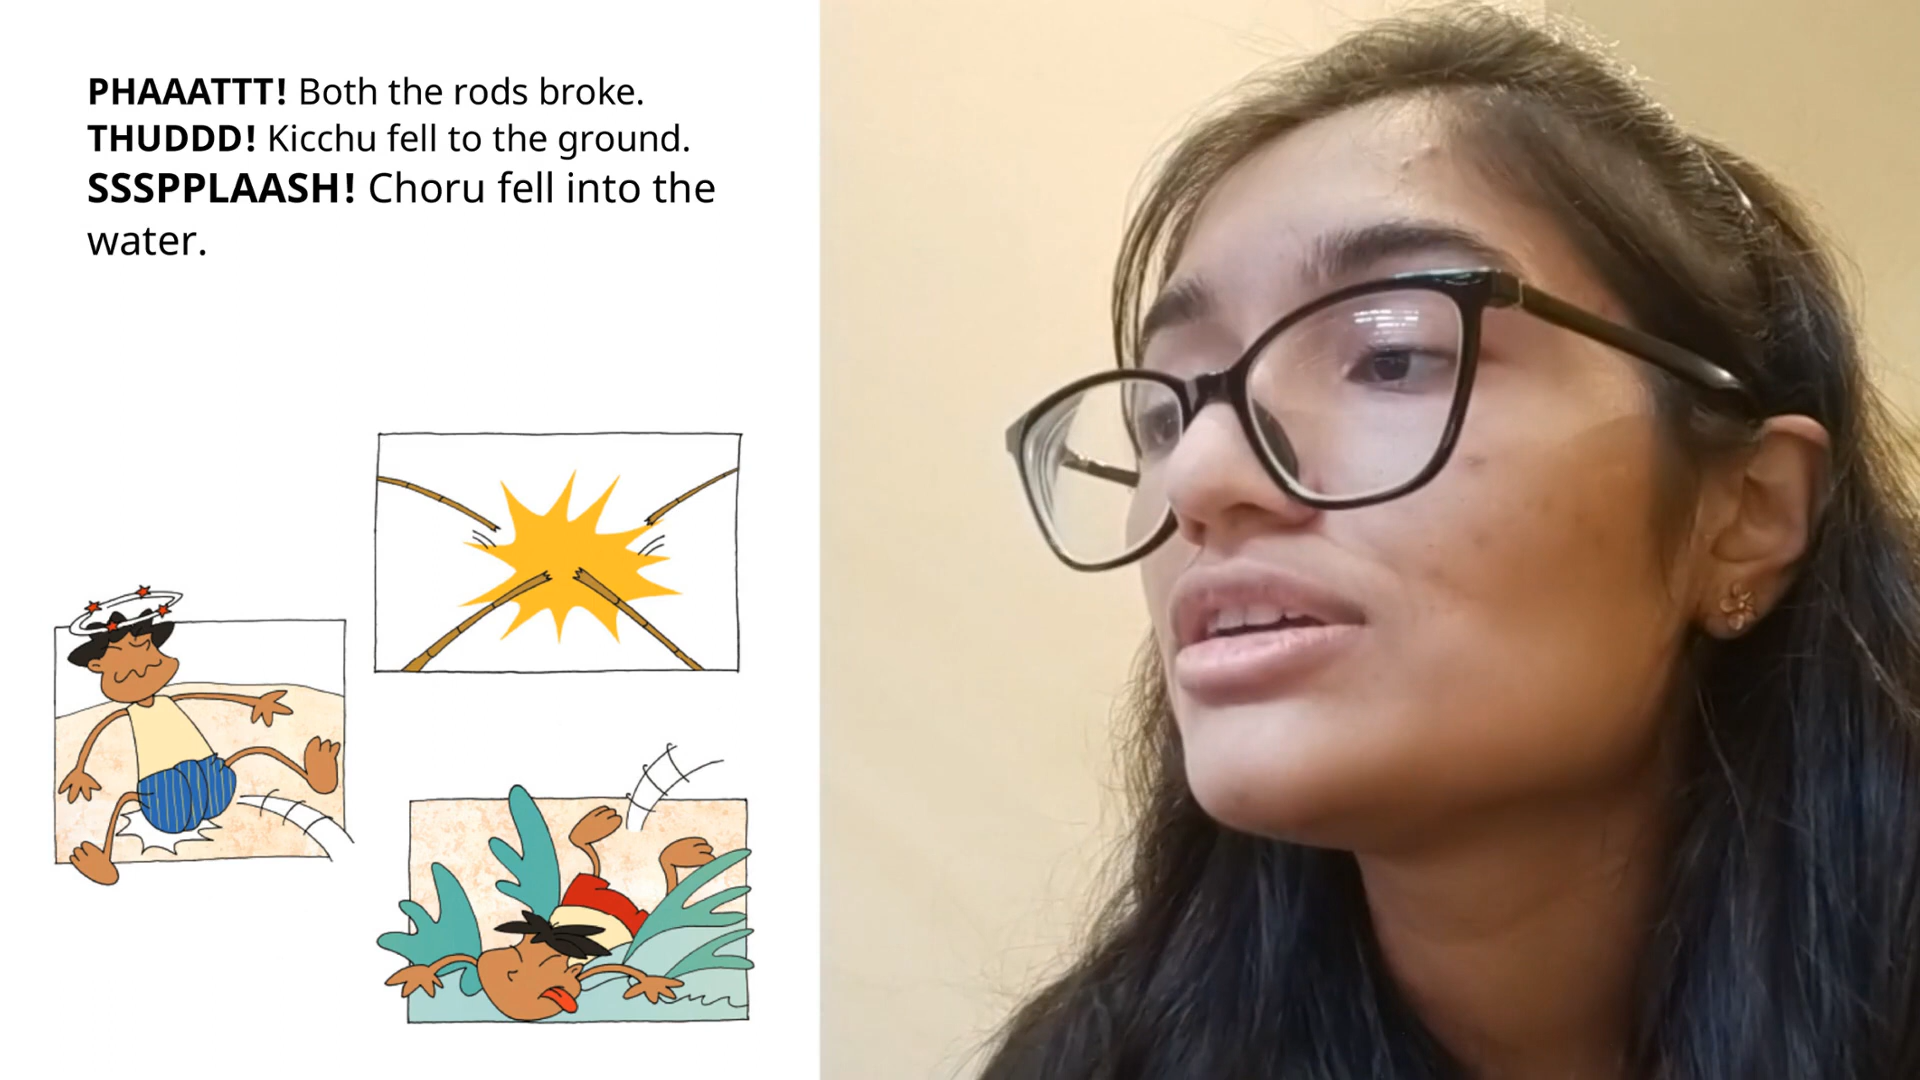 PHAAATTT! Both the rods broke.
THUDDD! Kicchu fell to the ground.
SSSPPLAASH! Choru fell into the
water.